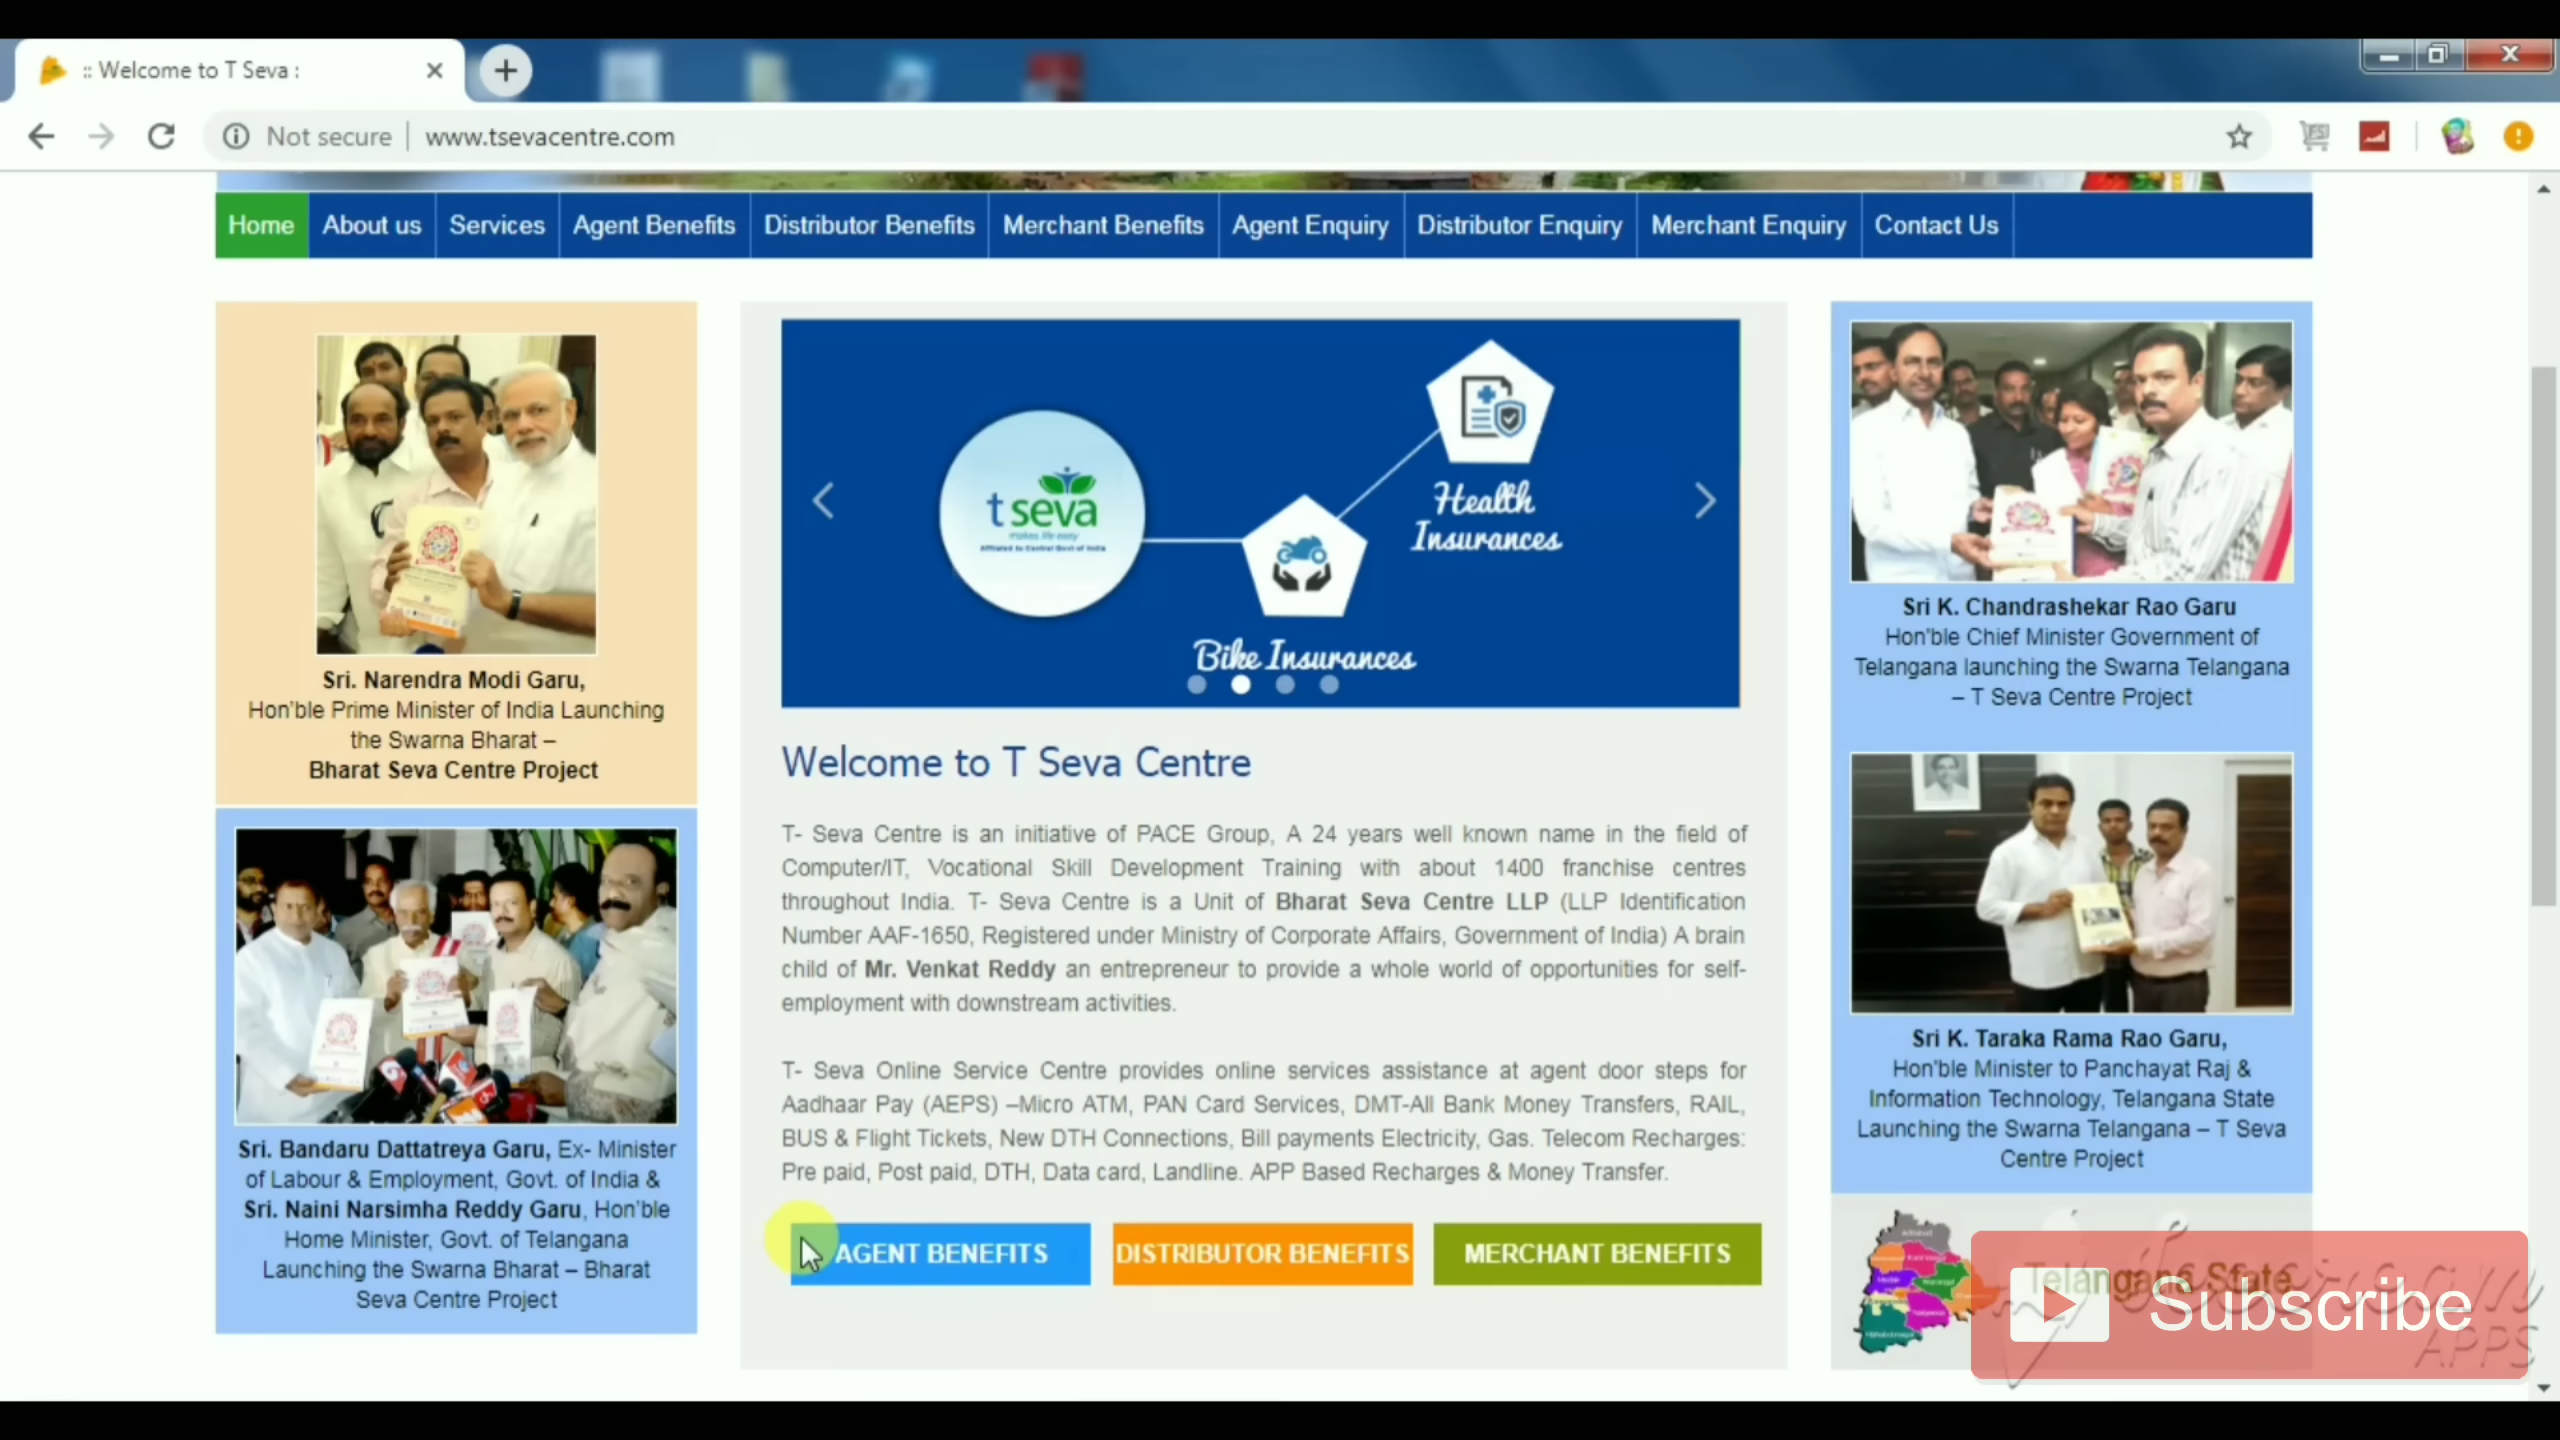 :: Welcome to T Seva :
Not secure | www.tsevacentre.com
Home
About us
Services
Agent Benefits
Distributor Benefits
Merchant Benefits
Agent Enquiry
Distributor Enquiry
Merchant Enquiry
Contact Us
Sri. Narendra Modi Garu,
Hon'ble Prime Minister of India Launching
the Swarna Bharat –
Bharat Seva Centre Project
Sri. Bandaru Dattatreya Garu, Ex- Minister
of Labour & Employment, Govt. of India &
Sri. Naini Narsimha Reddy Garu, Hon'ble
Home Minister, Govt. of Telangana
Launching the Swarna Bharat – Bharat
Seva Centre Project
t seva
makes life easy
Affiliated to Central Govt of India
Health
Insurances
Bike Insurances
Welcome to T Seva Centre
T- Seva Centre is an initiative of PACE Group, A 24 years well known name in the field of
Computer/IT, Vocational Skill Development Training with about 1400 franchise centres
throughout India. T- Seva Centre is a Unit of Bharat Seva Centre LLP (LLP Identification
Number AAF-1650, Registered under Ministry of Corporate Affairs, Government of India) A brain
child of Mr. Venkat Reddy an entrepreneur to provide a whole world of opportunities for self-
employment with downstream activities.
T- Seva Online Service Centre provides online services assistance at agent door steps for
Aadhaar Pay (AEPS) –Micro ATM, PAN Card Services, DMT-All Bank Money Transfers, RAIL,
BUS & Flight Tickets, New DTH Connections, Bill payments Electricity, Gas. Telecom Recharges:
Pre paid, Post paid, DTH, Data card, Landline. APP Based Recharges & Money Transfer.
AGENT BENEFITS
DISTRIBUTOR BENEFITS
MERCHANT BENEFITS
Sri K. Chandrashekar Rao Garu
Hon'ble Chief Minister Government of
Telangana launching the Swarna Telangana
– T Seva Centre Project
Sri K. Taraka Rama Rao Garu,
Hon'ble Minister to Panchayat Raj &
Information Technology, Telangana State
Launching the Swarna Telangana – T Seva
Centre Project
Telangana State
Subscribe
APPS